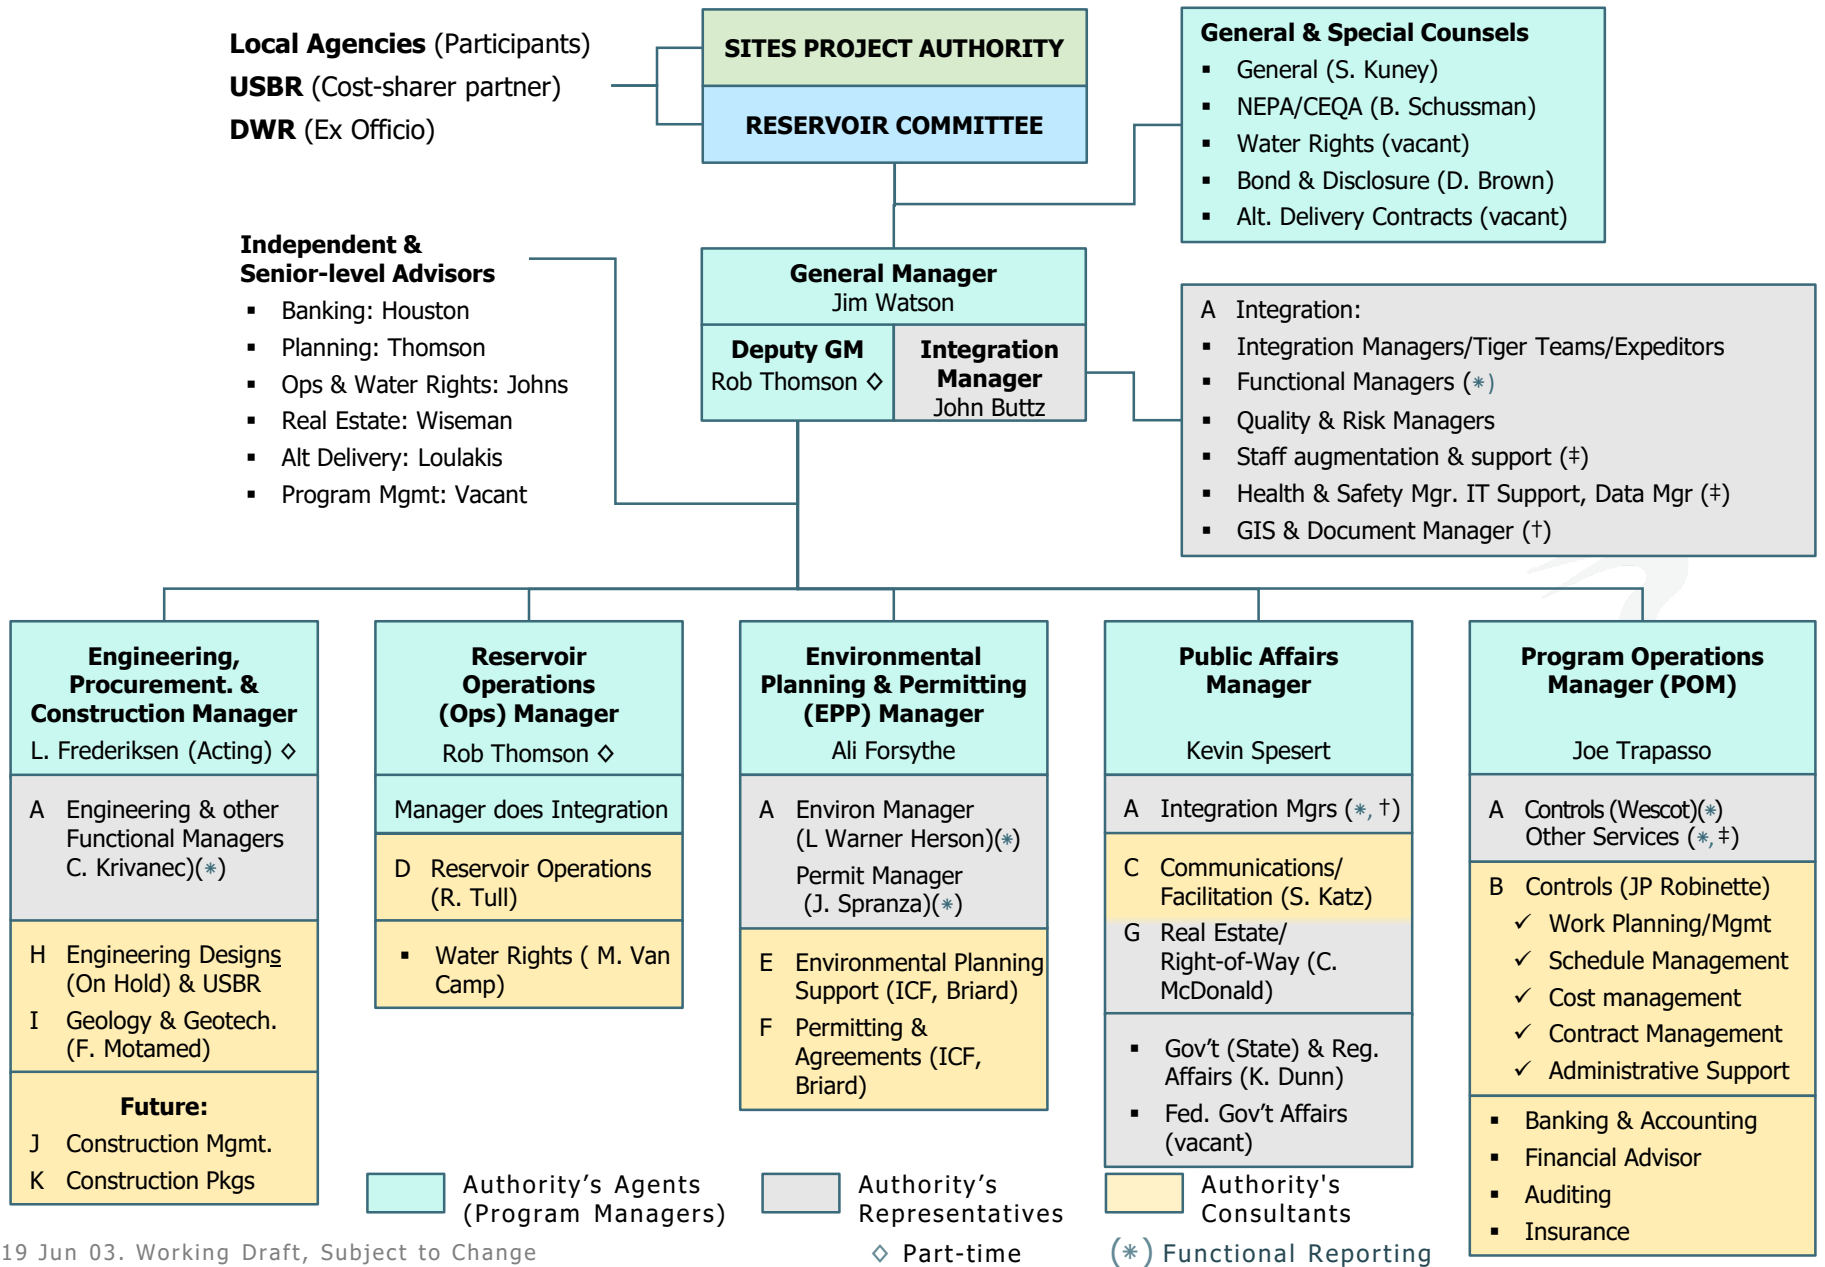 Local Agencies (Participants)
USBR (Cost-sharer partner)
DWR (Ex Officio)
SITES PROJECT AUTHORITY
RESERVOIR COMMITTEE
General & Special Counsels
▪ General (S. Kuney)
▪ NEPA/CEQA (B. Schussman)
▪ Water Rights (vacant)
▪ Bond & Disclosure (D. Brown)
▪ Alt. Delivery Contracts (vacant)
Independent &
Senior-level Advisors
▪ Banking: Houston
▪ Planning: Thomson
▪ Ops & Water Rights: Johns
▪ Real Estate: Wiseman
▪ Alt Delivery: Loulakis
▪ Program Mgmt: Vacant
General Manager
Jim Watson
Deputy GM
Rob Thomson ◊
Integration
Manager
John Buttz
A Integration:
▪ Integration Managers/Tiger Teams/Expeditors
▪ Functional Managers (*)
▪ Quality & Risk Managers
▪ Staff augmentation & support (‡)
▪ Health & Safety Mgr. IT Support, Data Mgr (‡)
▪ GIS & Document Manager (†)
Engineering,
Procurement. &
Construction Manager
L. Frederiksen (Acting) ◊
A Engineering & other
Functional Managers
C. Krivanec)(*)
H Engineering Designs
(On Hold) & USBR
I Geology & Geotech.
(F. Motamed)
Future:
J Construction Mgmt.
K Construction Pkgs
Reservoir
Operations
(Ops) Manager
Rob Thomson ◊
Manager does Integration
D Reservoir Operations
(R. Tull)
▪ Water Rights ( M. Van
Camp)
Environmental
Planning & Permitting
(EPP) Manager
Ali Forsythe
A Environ Manager
(L Warner Herson)(*)
Permit Manager
(J. Spranza)(*)
E Environmental Planning
Support (ICF, Briard)
F Permitting &
Agreements (ICF,
Briard)
Public Affairs
Manager
Kevin Spesert
A Integration Mgrs (*, †)
C Communications/
Facilitation (S. Katz)
G Real Estate/
Right-of-Way (C.
McDonald)
▪ Gov't (State) & Reg.
Affairs (K. Dunn)
▪ Fed. Gov't Affairs
(vacant)
Program Operations
Manager (POM)
Joe Trapasso
A Controls (Wescot)(*)
Other Services (*, ‡)
B Controls (JP Robinette)
✓ Work Planning/Mgmt
✓ Schedule Management
✓ Cost management
✓ Contract Management
✓ Administrative Support
▪ Banking & Accounting
▪ Financial Advisor
▪ Auditing
▪ Insurance
Authority's Agents
(Program Managers)
Authority's
Representatives
Authority's
Consultants
19 Jun 03. Working Draft, Subject to Change
◊ Part-time
(*) Functional Reporting